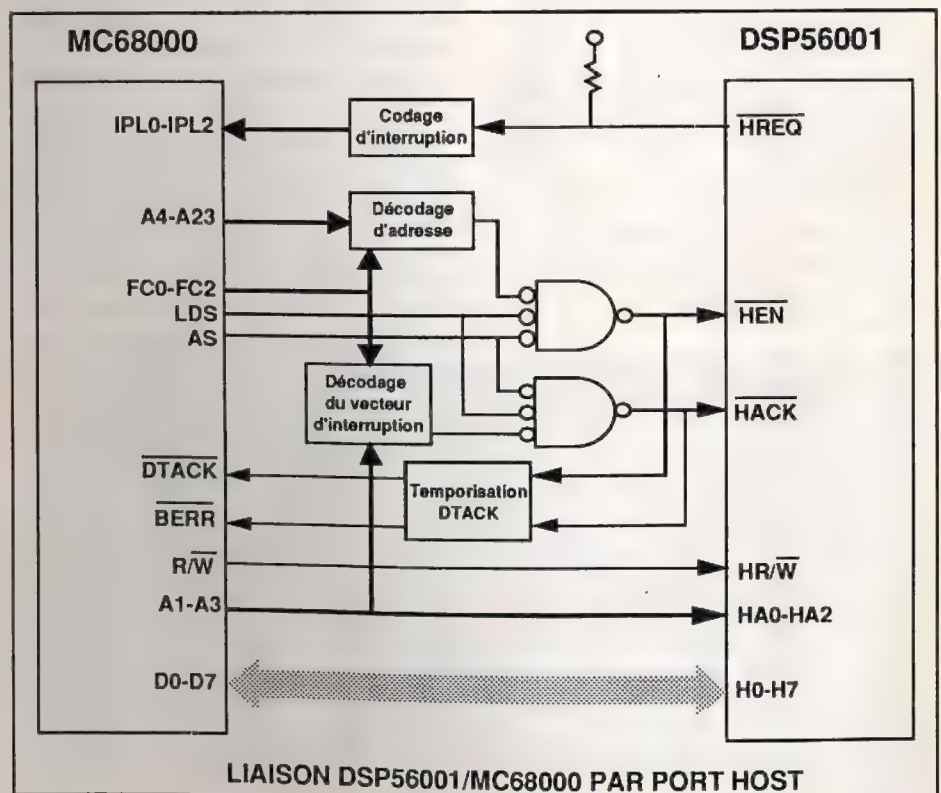 MC68000
DSP56001
IPL0-IPL2
Codage
d'interruption
HREQ
A4-A23
Décodage
d'adresse
FC0-FC2
LDS
AS
HEN
Décodage
du vecteur
d'interruption
HACK
DTACK
Temporisation
DTACK
BERR
R/W
HR/W
A1-A3
HA0-HA2
D0-D7
H0-H7
LIAISON DSP56001/MC68000 PAR PORT HOST